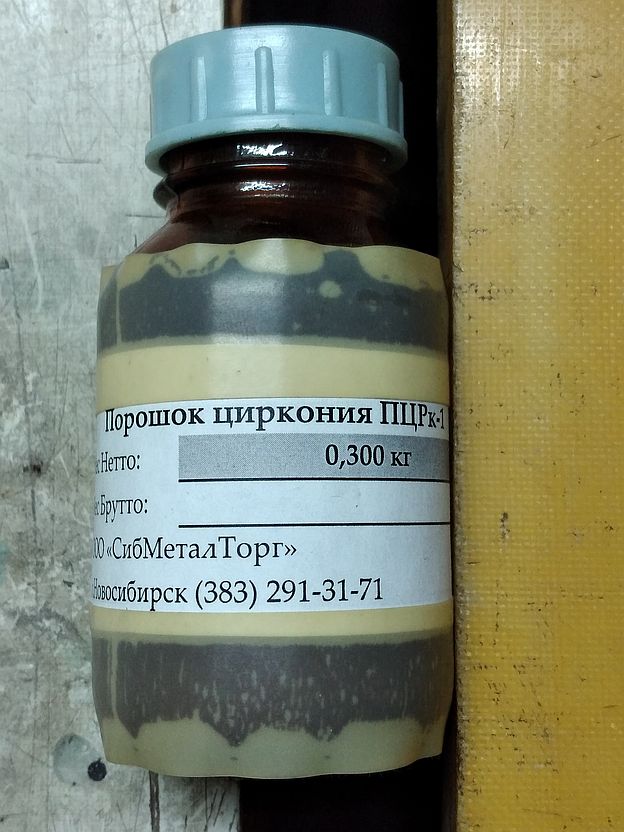 Порошок циркония ПЦРк-1
Нетто:
0,300 кг
Брутто:
«СибМеталТорг»
Новосибирск (383) 291-31-71